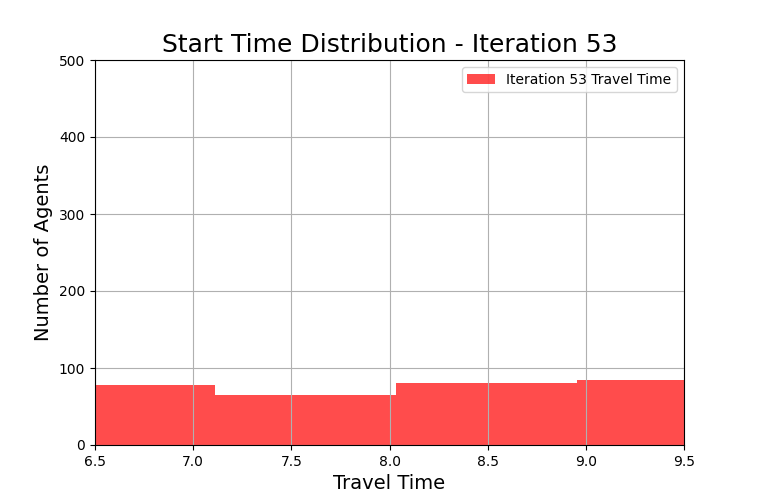 Start Time Distribution - Iteration 53
Iteration 53 Travel Time
500
400
300
200
100
0
Number of Agents
6.5 7.0 7.5 8.0 8.5 9.0 9.5
Travel Time